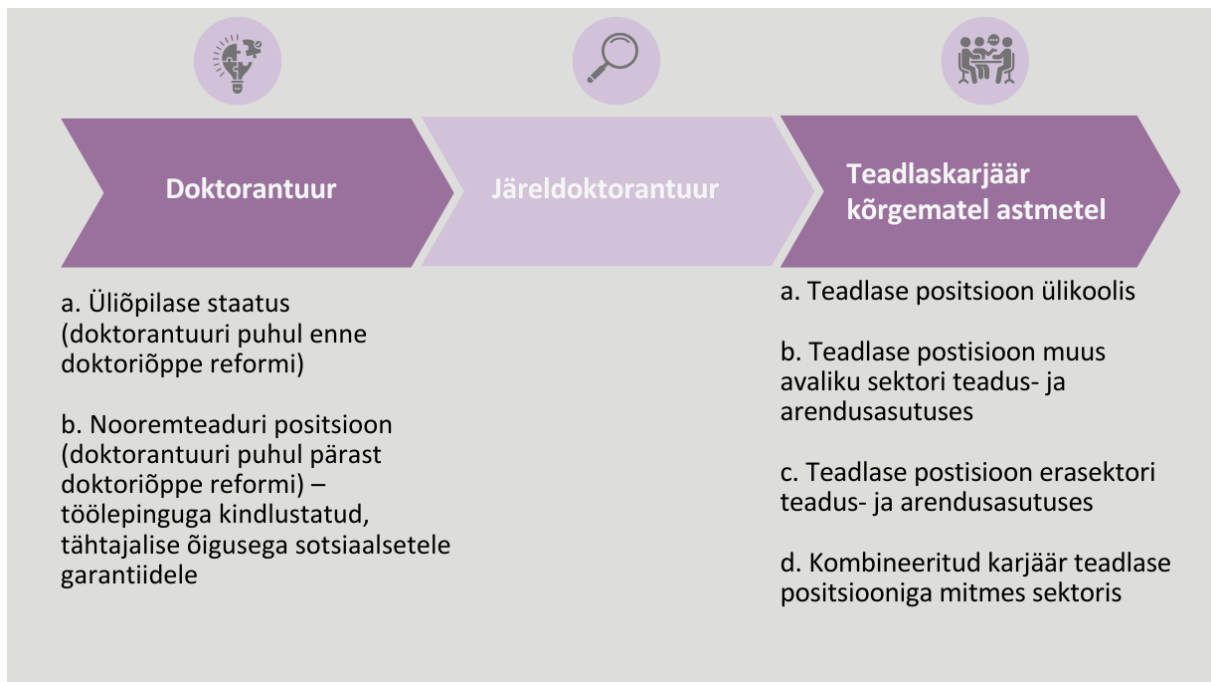 Doktorantuur
Järeldoktorantuur
Teadlaskarjäär
kõrgematel astmetel
a. Üliõpilase staatus
(doktorantuuri puhul enne
doktoriõppe reformi)
b. Nooremteaduri positsioon
(doktorantuuri puhul pärast
doktoriõppe reformi) –
töölepinguga kindlustatud,
tähtajalise õigusega sotsiaalsetele
garantiidele
a. Teadlase positsioon ülikoolis
b. Teadlase postisioon muus
avaliku sektori teadus- ja
arendusasutuses
c. Teadlase postisioon erasektori
teadus- ja arendusasutuses
d. Kombineeritud karjäär teadlase
positsiooniga mitmes sektoris